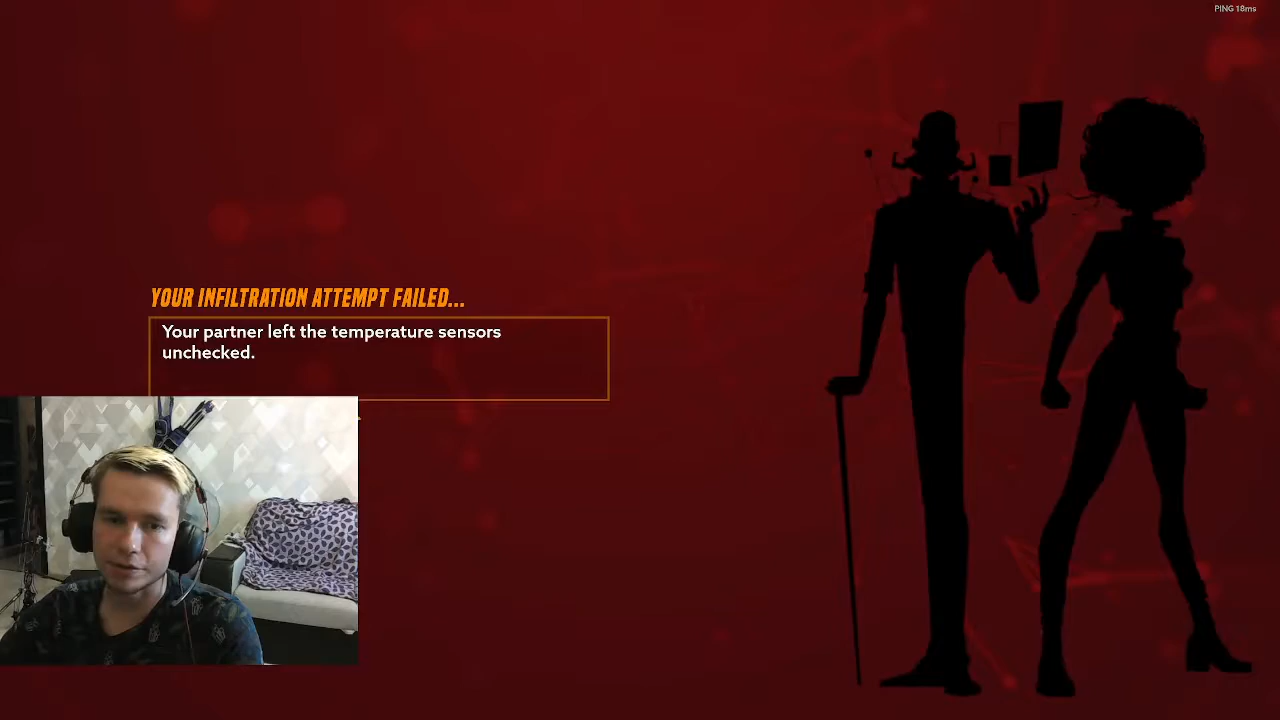 PING 18ms
YOUR INFILTRATION ATTEMPT FAILED...
Your partner left the temperature sensors
unchecked.